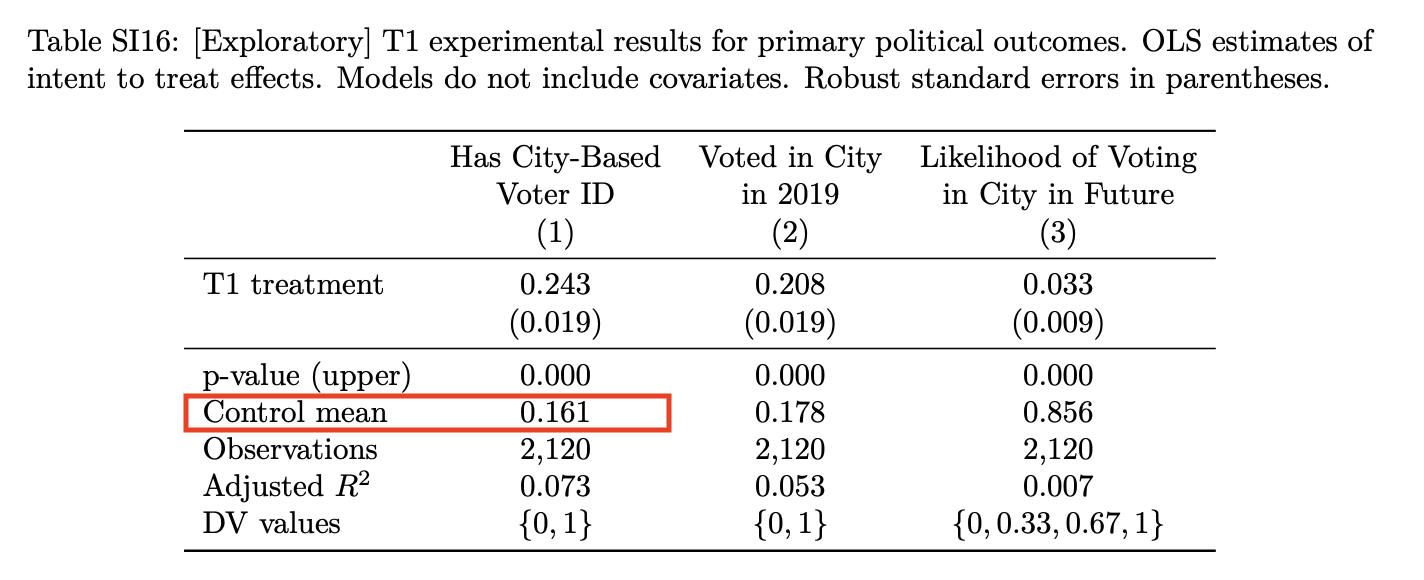 Table SI16: [Exploratory] T1 experimental results for primary political outcomes. OLS estimates of
intent to treat effects. Models do not include covariates. Robust standard errors in parentheses.
Has City-Based Voted in City Likelihood of Voting
Voter ID in 2019 in City in Future
(1) (2) (3)
T1 treatment 0.243 0.208 0.033
(0.019) (0.019) (0.009)
p-value (upper) 0.000 0.000 0.000
Control mean 0.161 0.178 0.856
Observations 2,120 2,120 2,120
Adjusted R² 0.073 0.053 0.007
DV values {0, 1} {0, 1} {0, 0.33, 0.67, 1}